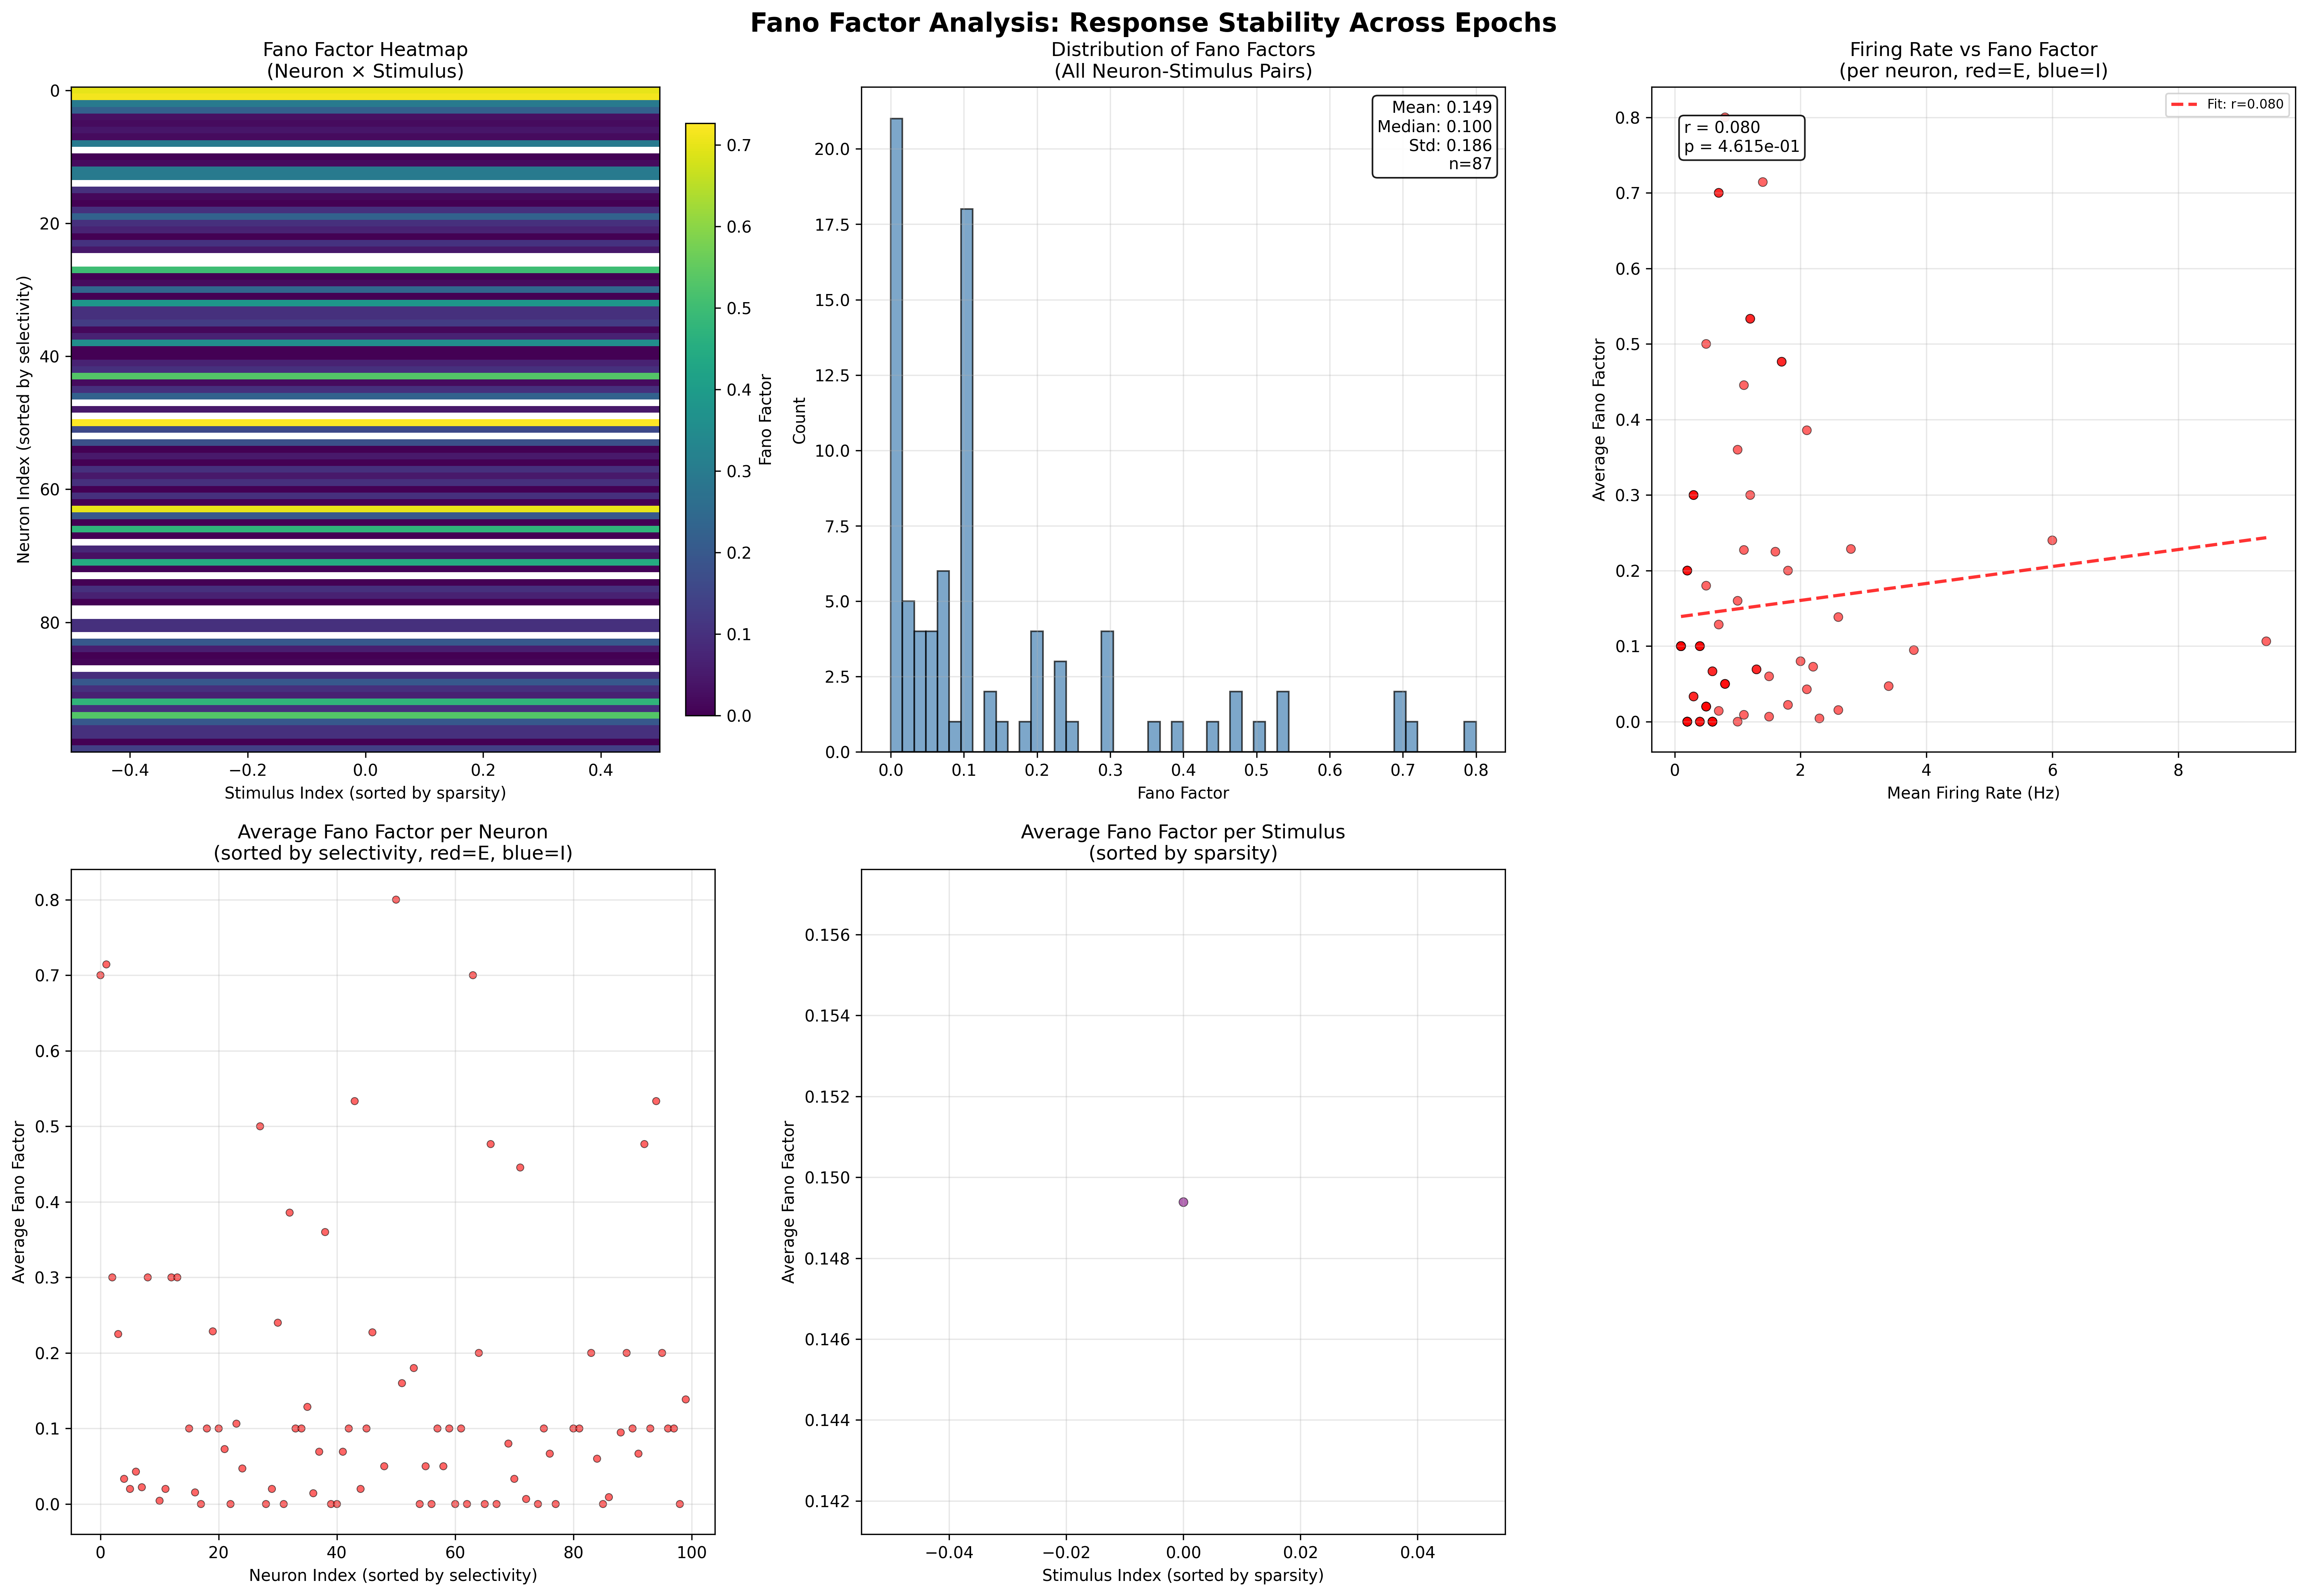 Fano Factor Analysis: Response Stability Across Epochs
Fano Factor Heatmap
(Neuron × Stimulus)
0
20
40
60
80
Neuron Index (sorted by selectivity)
−0.4
−0.2
0.0
0.2
0.4
Stimulus Index (sorted by sparsity)
0.7
0.6
0.5
0.4
0.3
0.2
0.1
0.0
Fano Factor
Distribution of Fano Factors
(All Neuron-Stimulus Pairs)
Mean: 0.149
Median: 0.100
Std: 0.186
n=87
20.0
17.5
15.0
12.5
10.0
7.5
5.0
2.5
0.0
Count
0.0
0.1
0.2
0.3
0.4
0.5
0.6
0.7
0.8
Fano Factor
Firing Rate vs Fano Factor
(per neuron, red=E, blue=I)
Fit: r=0.080
r = 0.080
p = 4.615e-01
0.8
0.7
0.6
0.5
0.4
0.3
0.2
0.1
0.0
Average Fano Factor
0
2
4
6
8
Mean Firing Rate (Hz)
Average Fano Factor per Neuron
(sorted by selectivity, red=E, blue=I)
0.8
0.7
0.6
0.5
0.4
0.3
0.2
0.1
0.0
Average Fano Factor
0
20
40
60
80
100
Neuron Index (sorted by selectivity)
Average Fano Factor per Stimulus
(sorted by sparsity)
0.156
0.154
0.152
0.150
0.148
0.146
0.144
0.142
Average Fano Factor
−0.04
−0.02
0.00
0.02
0.04
Stimulus Index (sorted by sparsity)